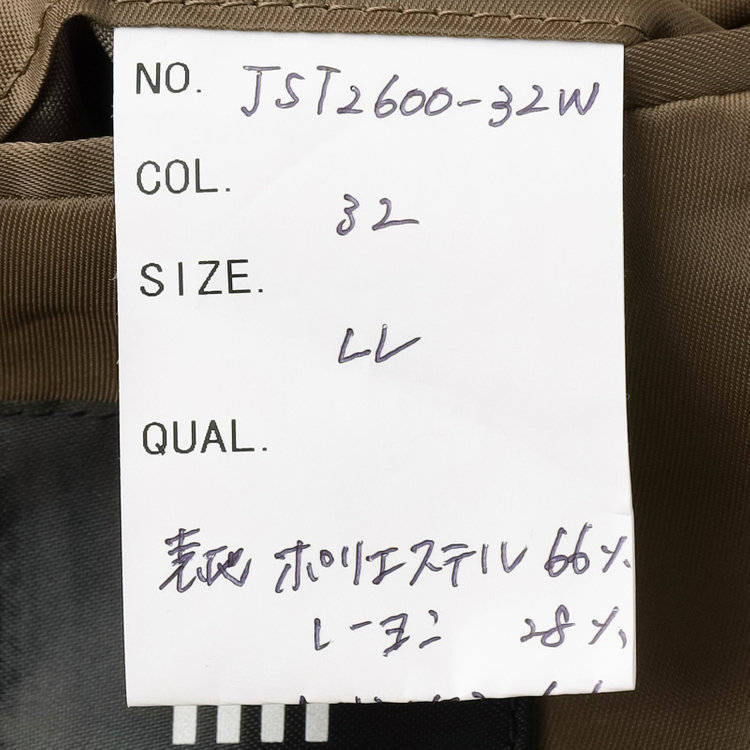 NO. JST2600-32W
COL.
32
SIZE.
LL
QUAL.
表地 ポリエステル 66%
レーヨン 28%